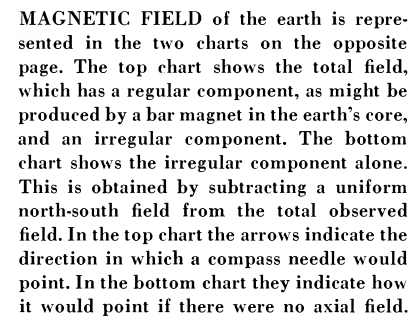 MAGNETIC FIELD of the earth is repre-
sented in the two charts on the opposite
page. The top chart shows the total field,
which has a regular component, as might be
produced by a bar magnet in the earth's core,
and an irregular component. The bottom
chart shows the irregular component alone.
This is obtained by subtracting a uniform
north-south field from the total observed
field. In the top chart the arrows indicate the
direction in which a compass needle would
point. In the bottom chart they indicate how
it would point if there were no axial field.